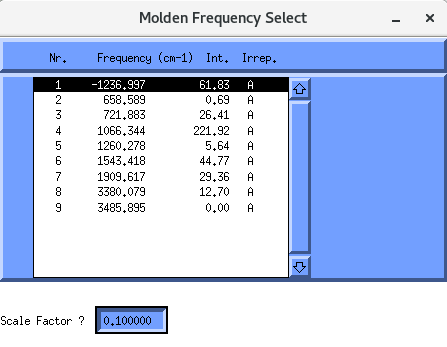 Molden Frequency Select
Nr. Frequency (cm-1) Int. Irrep.
1 -1236.997 61.83 A
2 658.589 0.69 A
3 721.883 26.41 A
4 1066.344 221.92 A
5 1260.278 5.64 A
6 1543.418 44.77 A
7 1909.617 29.36 A
8 3380.079 12.70 A
9 3485.895 0.00 A
Scale Factor ? 0.100000